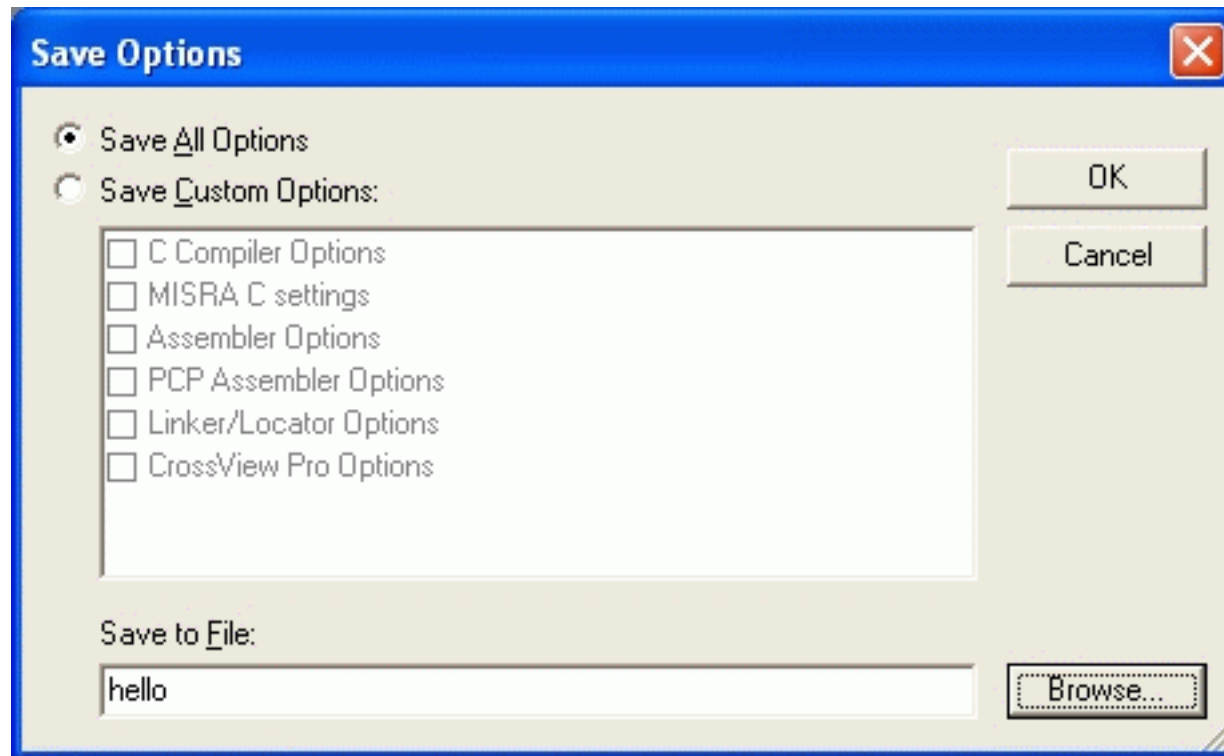 Save Options
Save All Options
Save Custom Options:
C Compiler Options
MISRA C settings
Assembler Options
PCP Assembler Options
Linker/Locator Options
CrossView Pro Options
OK
Cancel
Save to File:
hello
Browse...